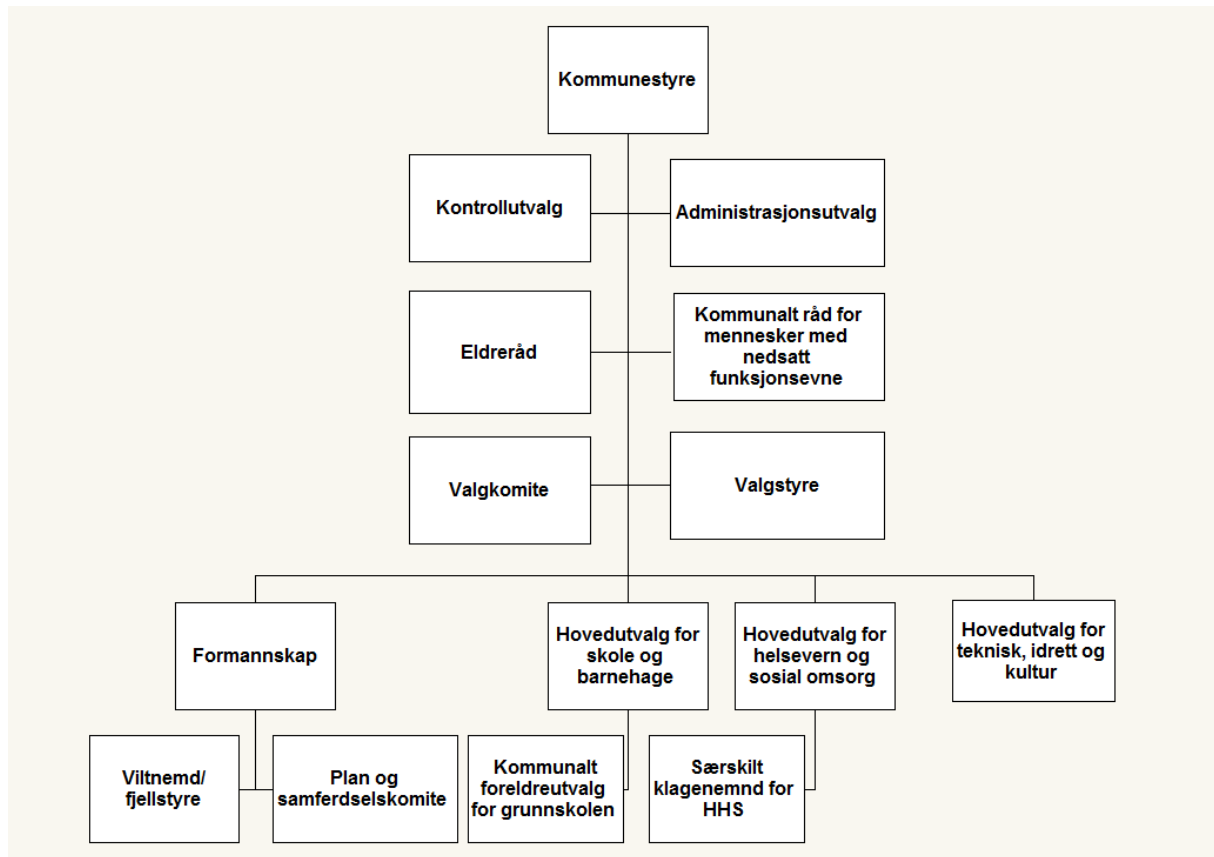 Kommunestyre
Kontrollutvalg
Administrasjonsutvalg
Eldreråd
Kommunalt råd for
mennesker med
nedsatt
funksjonsevne
Valgkomite
Valgstyre
Formannskap
Hovedutvalg for
skole og
barnehage
Hovedutvalg for
helsevern og
sosial omsorg
Hovedutvalg for
teknisk, idrett og
kultur
Viltnemd/
fjellstyre
Plan og
samferdselskomite
Kommunalt
foreldreutvalg
for grunnskolen
Særskilt
klagenemnd for
HHS